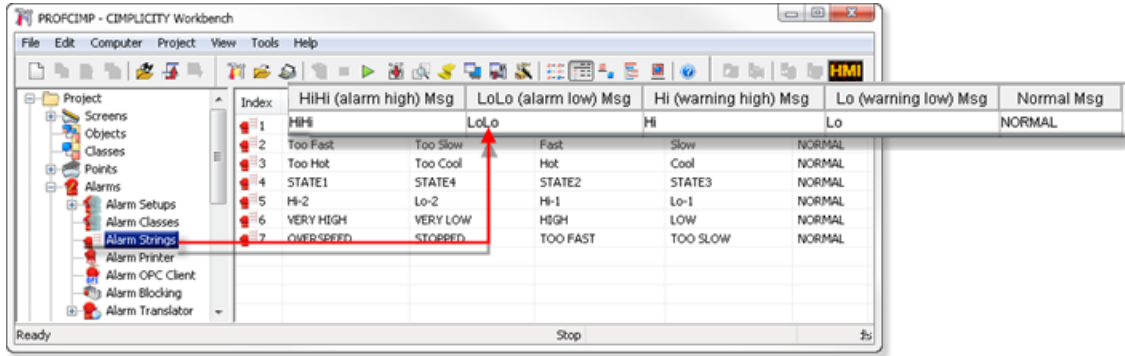 PROFCIMP - CIMPLICITY Workbench
File Edit Computer Project View Tools Help
HMI
Project
Screens
Objects
Classes
Points
Alarms
Alarm Setups
Alarm Classes
Alarm Strings
Alarm Printer
Alarm OPC Client
Alarm Blocking
Alarm Translator
Index HiHi (alarm high) Msg LoLo (alarm low) Msg Hi (warning high) Msg Lo (warning low) Msg Normal Msg
1 HiHi LoLo Hi Lo NORMAL
2 Too Fast Too Slow Fast Slow NORMAL
3 Too Hot Too Cool Hot Cool NORMAL
4 STATE1 STATE4 STATE2 STATE3 NORMAL
5 Hi-2 Lo-2 Hi-1 Lo-1 NORMAL
6 VERY HIGH VERY LOW HIGH LOW NORMAL
7 OVERSPEED STOPPED TOO FAST TOO SLOW NORMAL
Ready Stop